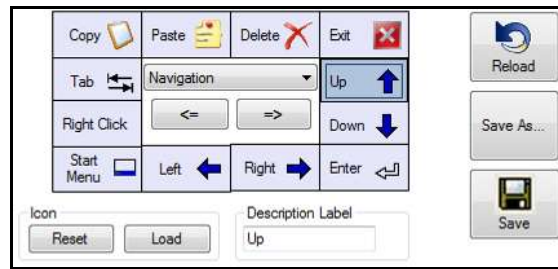 Copy
Paste
Delete
Exit
Reload
Tab
Navigation
Up
Right Click
<=
=>
Down
Save As...
Start
Menu
Left
Right
Enter
Save
Icon
Reset
Load
Description Label
Up